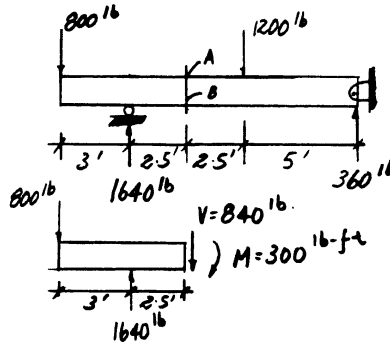 800 lb
1200 lb
A
B
3' 2.5' 2.5' 5'
1640 lb
360 lb
800 lb
V=840 lb.
M=300 lb-ft
3' 2.5'
1640 lb